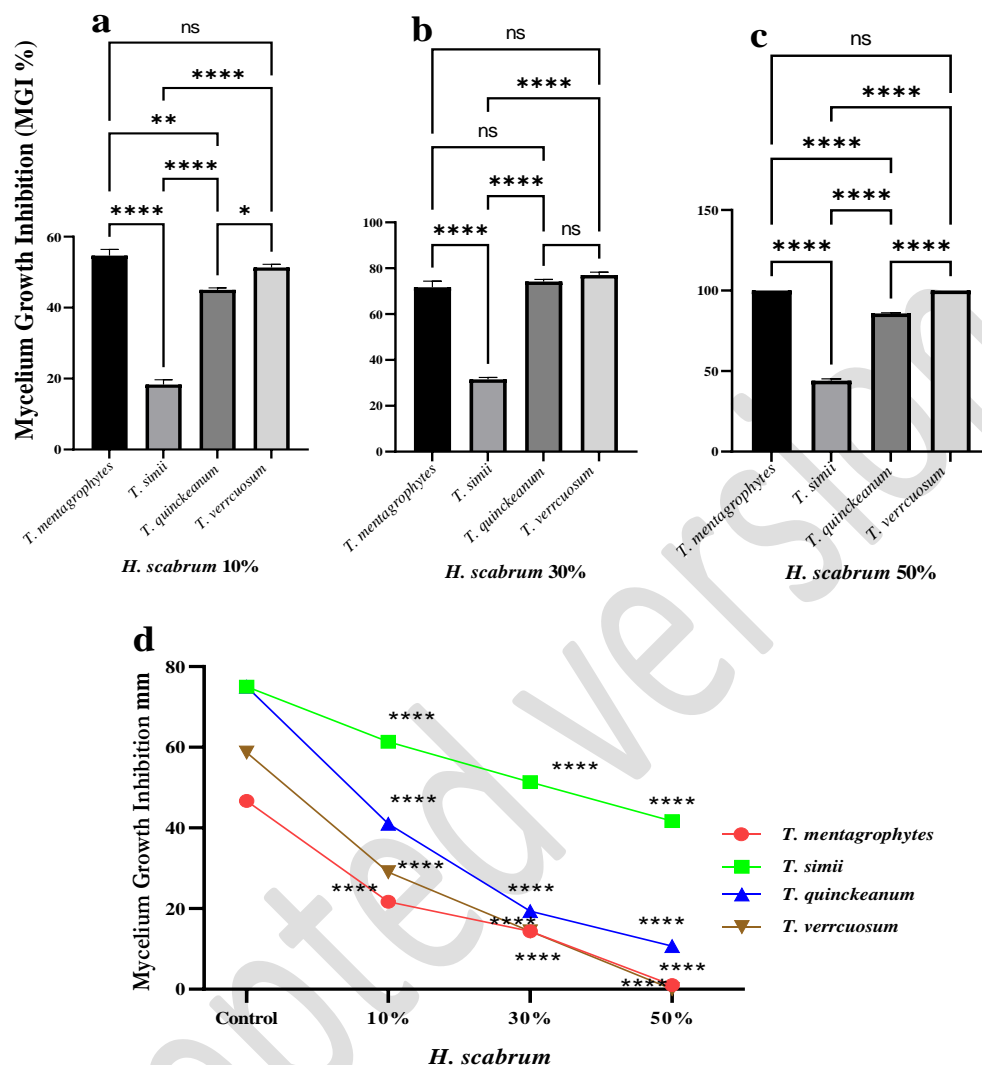 a
b
c
Mycelium Growth Inhibition (MGI %)
ns
****
**
****
****
*
60
40
20
0
T. mentagrophytes
T. simii
T. quinckeanum
T. verrcuosum
H. scabrum 10%
ns
****
ns
****
****
ns
100
80
60
40
20
0
T. mentagrophytes
T. simii
T. quinckeanum
T. verrcuosum
H. scabrum 30%
ns
****
****
****
****
****
150
100
50
0
T. mentagrophytes
T. simii
T. quinckeanum
T. verrcuosum
H. scabrum 50%
d
Mycelium Growth Inhibition mm
80
60
40
20
0
****
****
****
****
****
****
****
****
****
****
****
****
Control
10%
30%
50%
H. scabrum
T. mentagrophytes
T. simii
T. quinckeanum
T. verrcuosum
pted version